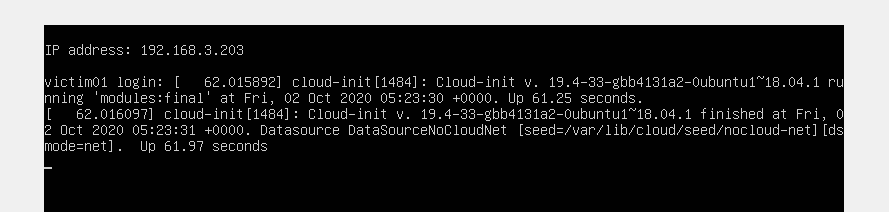 IP address: 192.168.3.203
victim01 login: [   62.015892] cloud-init[1484]: Cloud-init v. 19.4-33-gbb4131a2-0ubuntu1~18.04.1 ru
nning 'modules:final' at Fri, 02 Oct 2020 05:23:30 +0000. Up 61.25 seconds.
[   62.016097] cloud-init[1484]: Cloud-init v. 19.4-33-gbb4131a2-0ubuntu1~18.04.1 finished at Fri, 0
2 Oct 2020 05:23:31 +0000. Datasource DataSourceNoCloudNet [seed=/var/lib/cloud/seed/nocloud-net][ds
mode=net].  Up 61.97 seconds